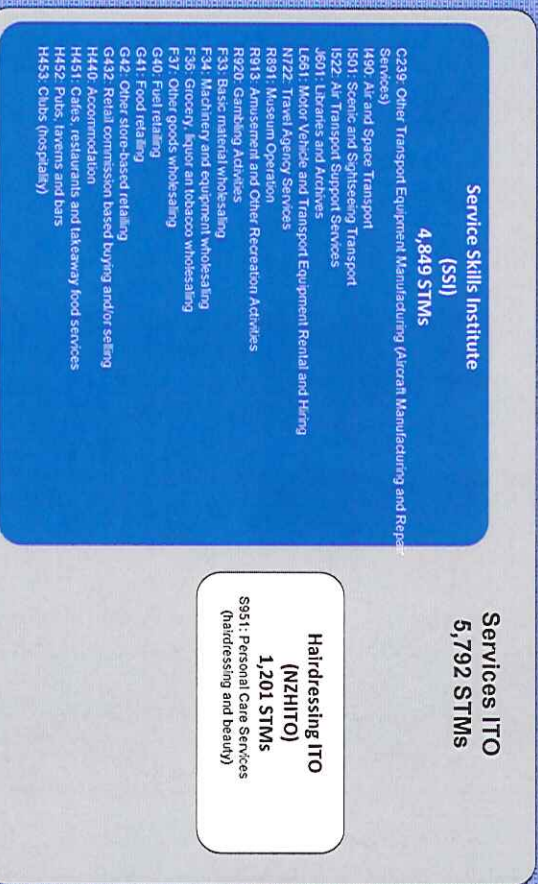 Services ITO
5,792 STMs
Service Skills Institute
(SSI)
4,849 STMs
C239: Other Transport Equipment Manufacturing (Aircraft Manufacturing and Repair
Services)
I490: Air and Space Transport
I501: Scenic and Sightseeing Transport
I522: Air Transport Support Services
J601: Libraries and Archives
L661: Motor Vehicle and Transport Equipment Rental and Hiring
N722: Travel Agency Services
R891: Museum Operation
R913: Amusement and Other Recreation Activities
R920: Gambling Activities
F33: Basic material wholesaling
F34: Machinery and equipment wholesaling
F36: Grocery, liquor an tobacco wholesaling
F37: Other goods wholesaling
G40: Fuel retailing
G41: Food retailing
G42: Other store-based retailing
G432: Retail commission based buying and/or selling
H440: Accommodation
H451: Cafes, restaurants and takeaway food services
H452: Pubs, taverns and bars
H453: Clubs (hospitality)
Hairdressing ITO
(NZHITO)
1,201 STMs
S951: Personal Care Services
(hairdressing and beauty)